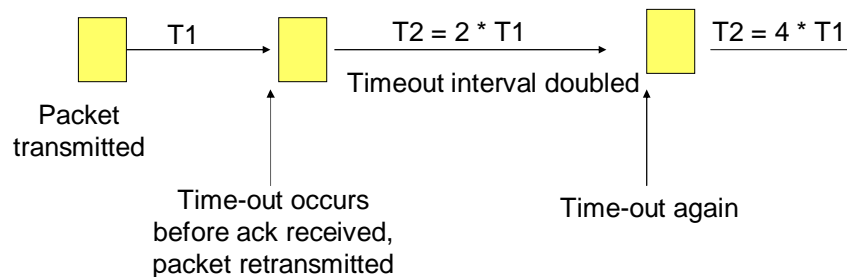 T1
T2 = 2 * T1
T2 = 4 * T1
Timeout interval doubled
Packet
transmitted
Time-out occurs
before ack received,
packet retransmitted
Time-out again